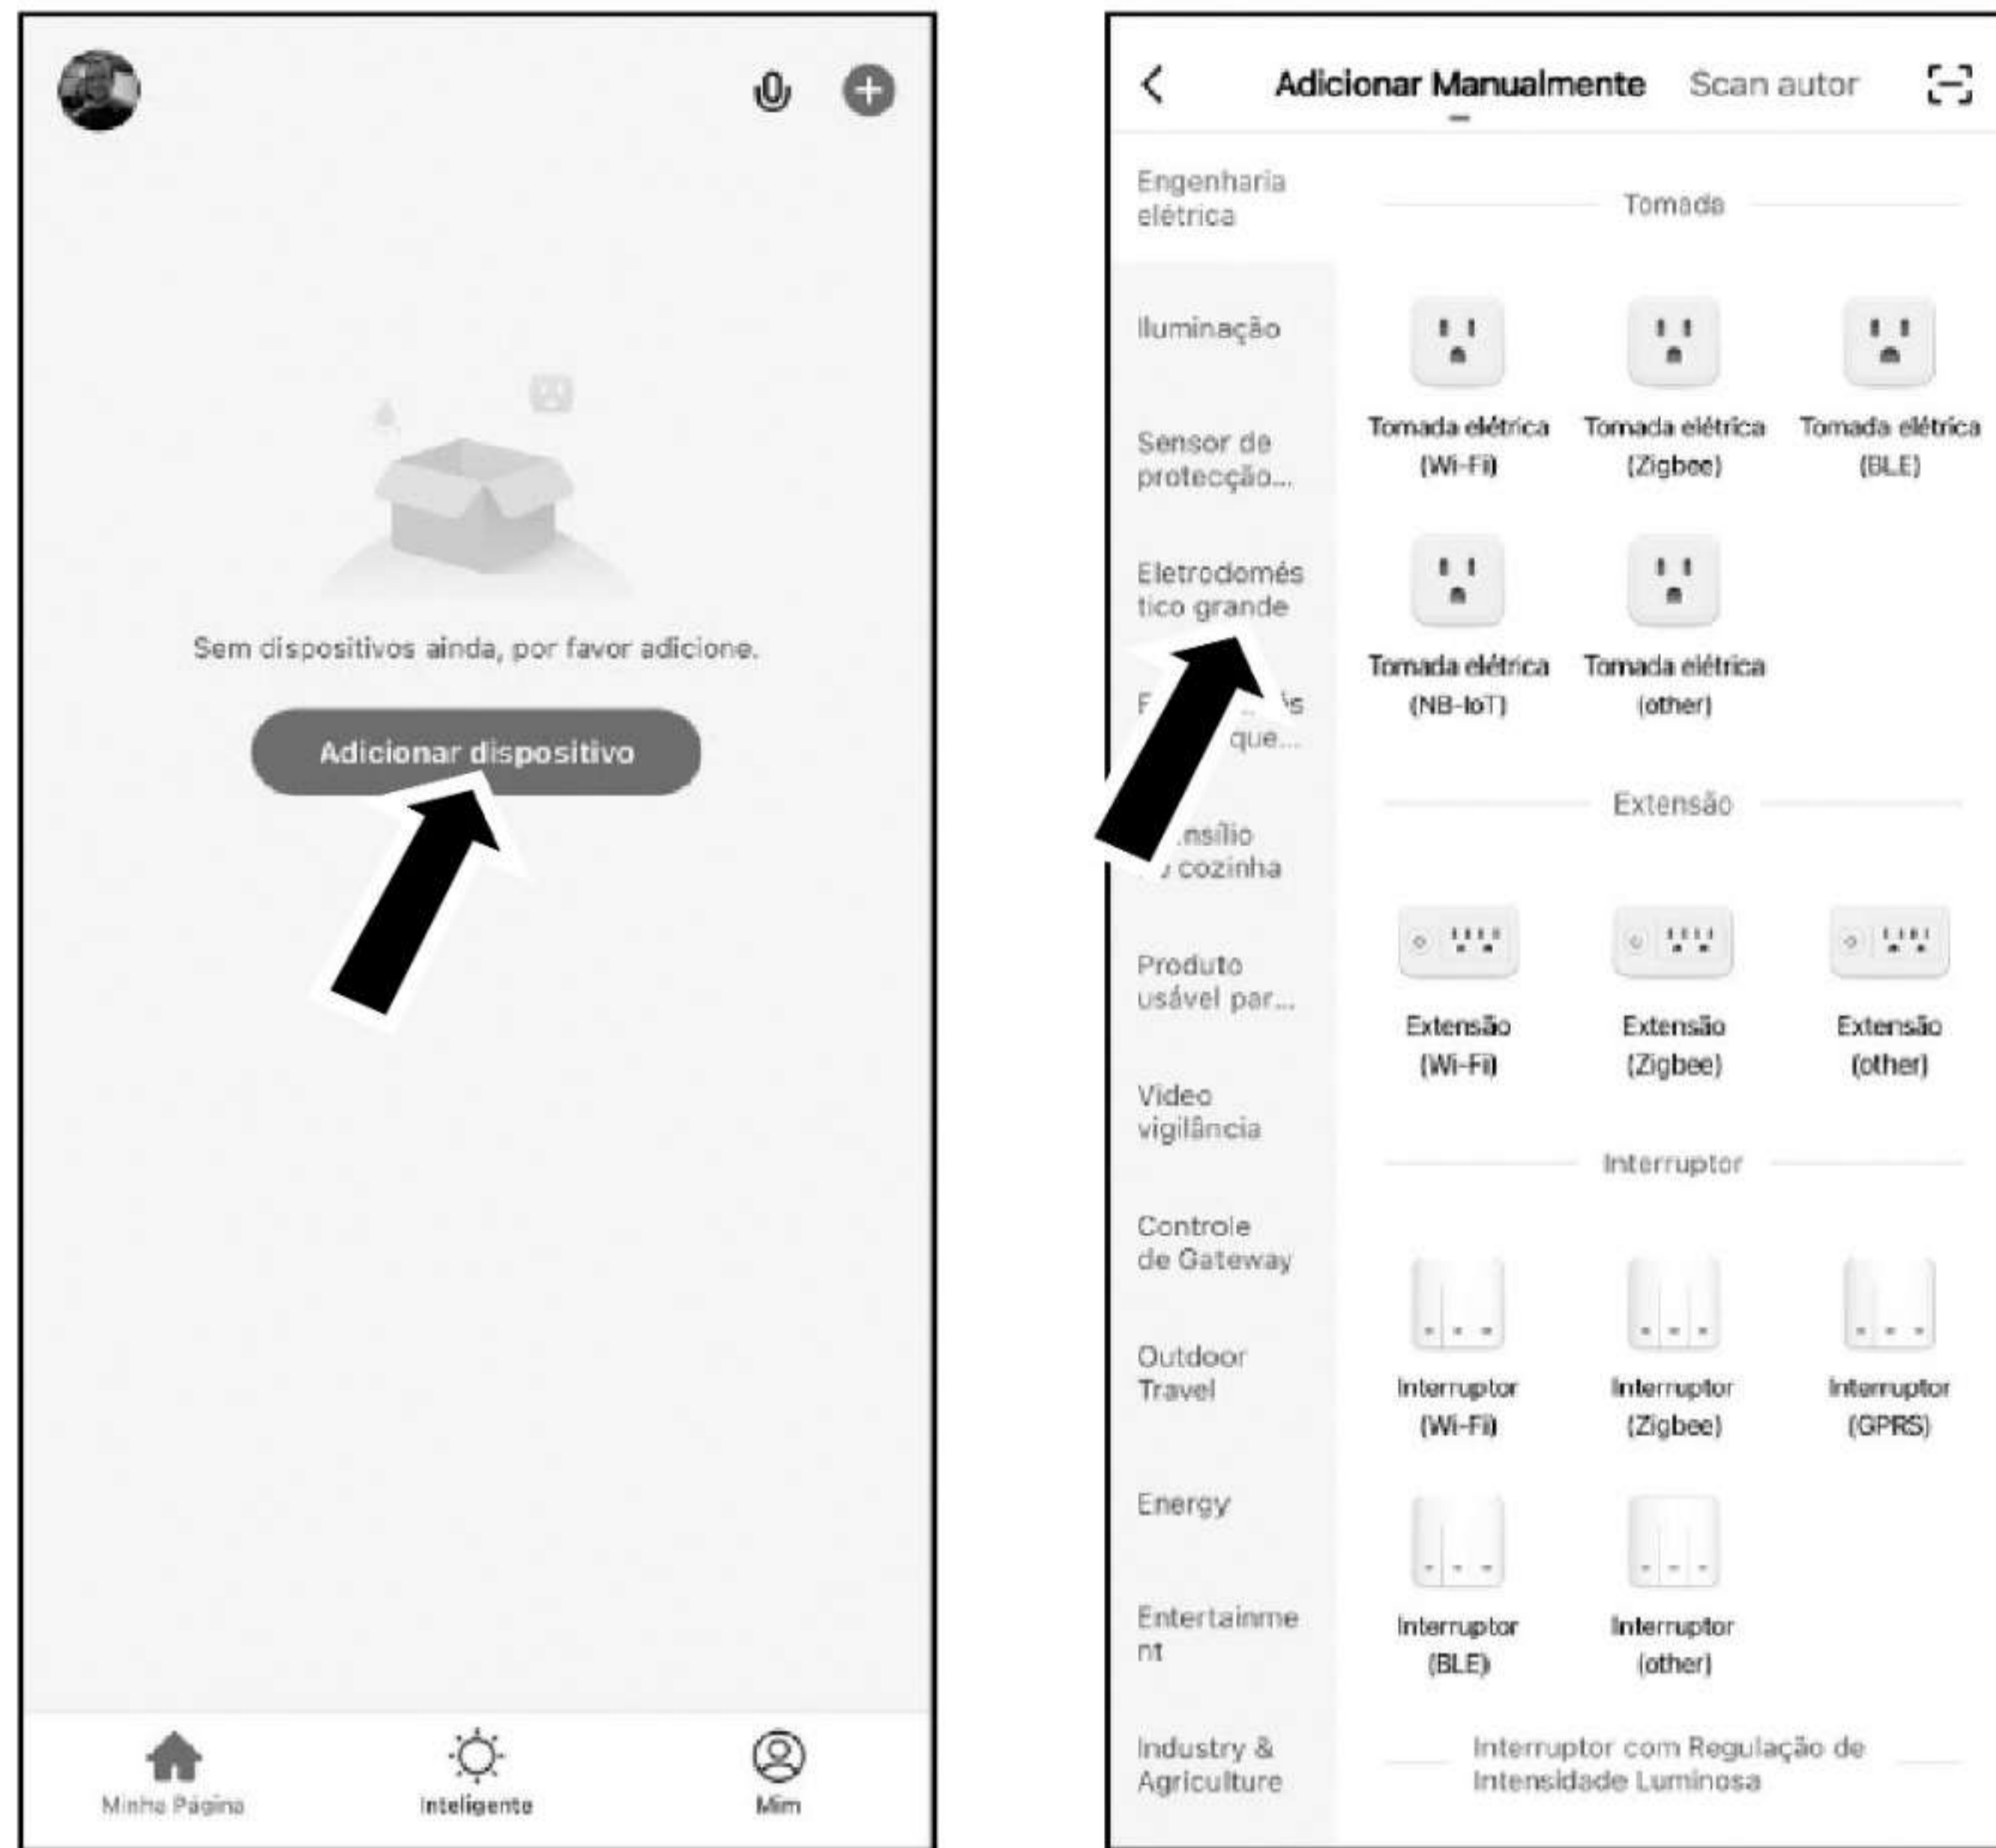 Sem dispositivos ainda, por favor adicione.
Adicionar dispositivo
Minha Página
Inteligente
Mim
Adicionar Manualmente
Scan autor
Engenharia
elétrica
Iluminação
Sensor de
protecção...
Eletrodomés
tico grande
que...
cozinha
Produto
usável par...
Video
vigilância
Controle
de Gateway
Outdoor
Travel
Energy
Entertainme
nt
Industry &
Agriculture
Tomada
Tomada elétrica
(Wi-Fi)
Tomada elétrica
(Zigbee)
Tomada elétrica
(BLE)
Tomada elétrica
(NB-IoT)
Tomada elétrica
(other)
Extensão
Extensão
(Wi-Fi)
Extensão
(Zigbee)
Extensão
(other)
Interruptor
Interruptor
(Wi-Fi)
Interruptor
(Zigbee)
Interruptor
(GPRS)
Interruptor
(BLE)
Interruptor
(other)
Interruptor com Regulação de
Intensidade Luminosa